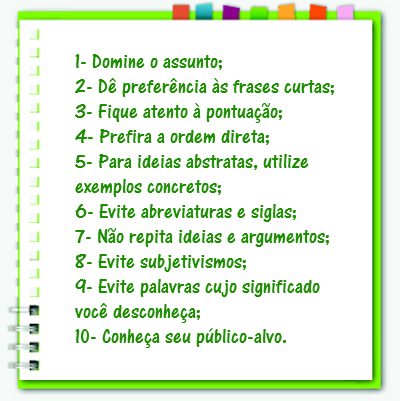 1- Domine o assunto;
2- Dê preferência às frases curtas;
3- Fique atento à pontuação;
4- Prefira a ordem direta;
5- Para ideias abstratas, utilize
exemplos concretos;
6- Evite abreviaturas e siglas;
7- Não repita ideias e argumentos;
8- Evite subjetivismos;
9- Evite palavras cujo significado
você desconheça;
10- Conheça seu público-alvo.